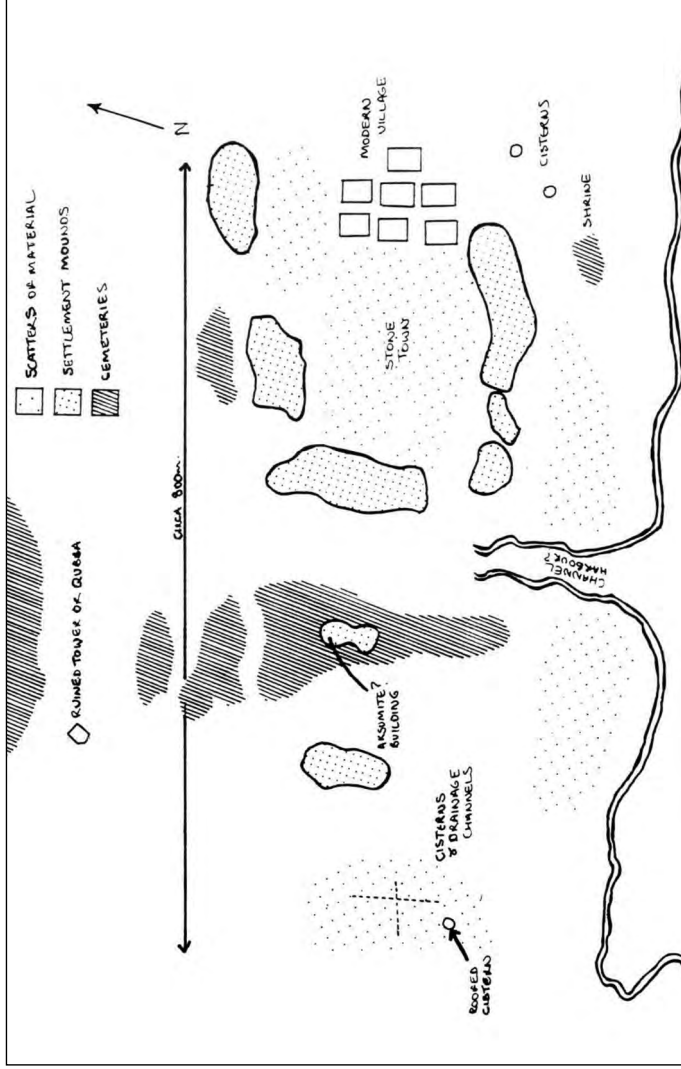 SCATTERS OF MATERIAL
SETTLEMENT MOUNDS
CEMETERIES
N
RUINED TOWER OR QUBBA
CIRCA 800m.
MODERN
VILLAGE
STONE
TOWN
CISTERNS
SHRINE
AKSUMITE?
BUILDING
CHANNEL
HARBOUR?
CISTERNS
& DRAINAGE
CHANNELS
ROOFED
CISTERN